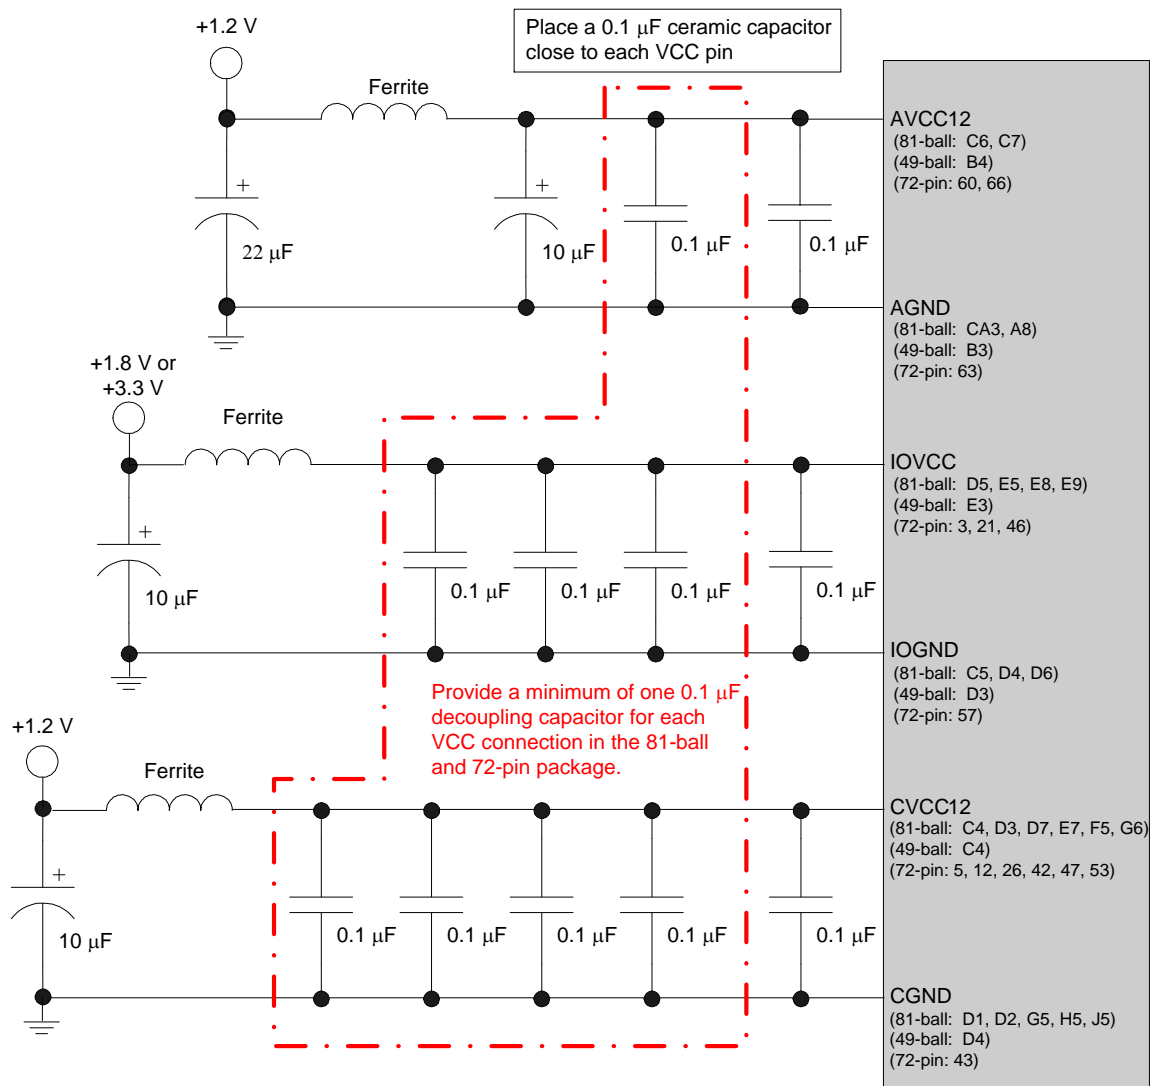 +1.2 V
Place a 0.1 μF ceramic capacitor
close to each VCC pin
Ferrite
+
22 μF
+
10 μF
0.1 μF
0.1 μF
AVCC12
(81-ball: C6, C7)
(49-ball: B4)
(72-pin: 60, 66)
AGND
(81-ball: CA3, A8)
(49-ball: B3)
(72-pin: 63)
+1.8 V or
+3.3 V
Ferrite
+
10 μF
0.1 μF
0.1 μF
0.1 μF
0.1 μF
IOVCC
(81-ball: D5, E5, E8, E9)
(49-ball: E3)
(72-pin: 3, 21, 46)
IOGND
(81-ball: C5, D4, D6)
(49-ball: D3)
(72-pin: 57)
Provide a minimum of one 0.1 μF
decoupling capacitor for each
VCC connection in the 81-ball
and 72-pin package.
+1.2 V
Ferrite
+
10 μF
0.1 μF
0.1 μF
0.1 μF
0.1 μF
0.1 μF
CVCC12
(81-ball: C4, D3, D7, E7, F5, G6)
(49-ball: C4)
(72-pin: 5, 12, 26, 42, 47, 53)
CGND
(81-ball: D1, D2, G5, H5, J5)
(49-ball: D4)
(72-pin: 43)